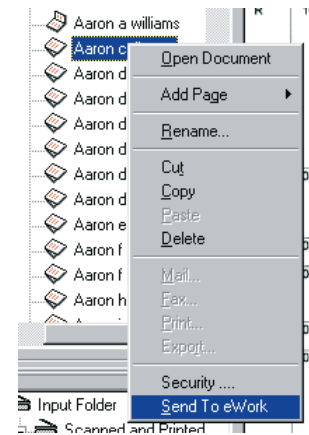 R
Aaron a williams
Aaron c
Open Document
Aaron d
Add Page
Aaron d
Aaron d
Rename...
Aaron d
Aaron d
Cut
Aaron d
Copy
Paste
Aaron e
Delete
Aaron f
Aaron f
Mail...
Aaron h
Fax...
Print...
Export...
Security ....
Input Folder
Send To eWork
Scanned and Printed